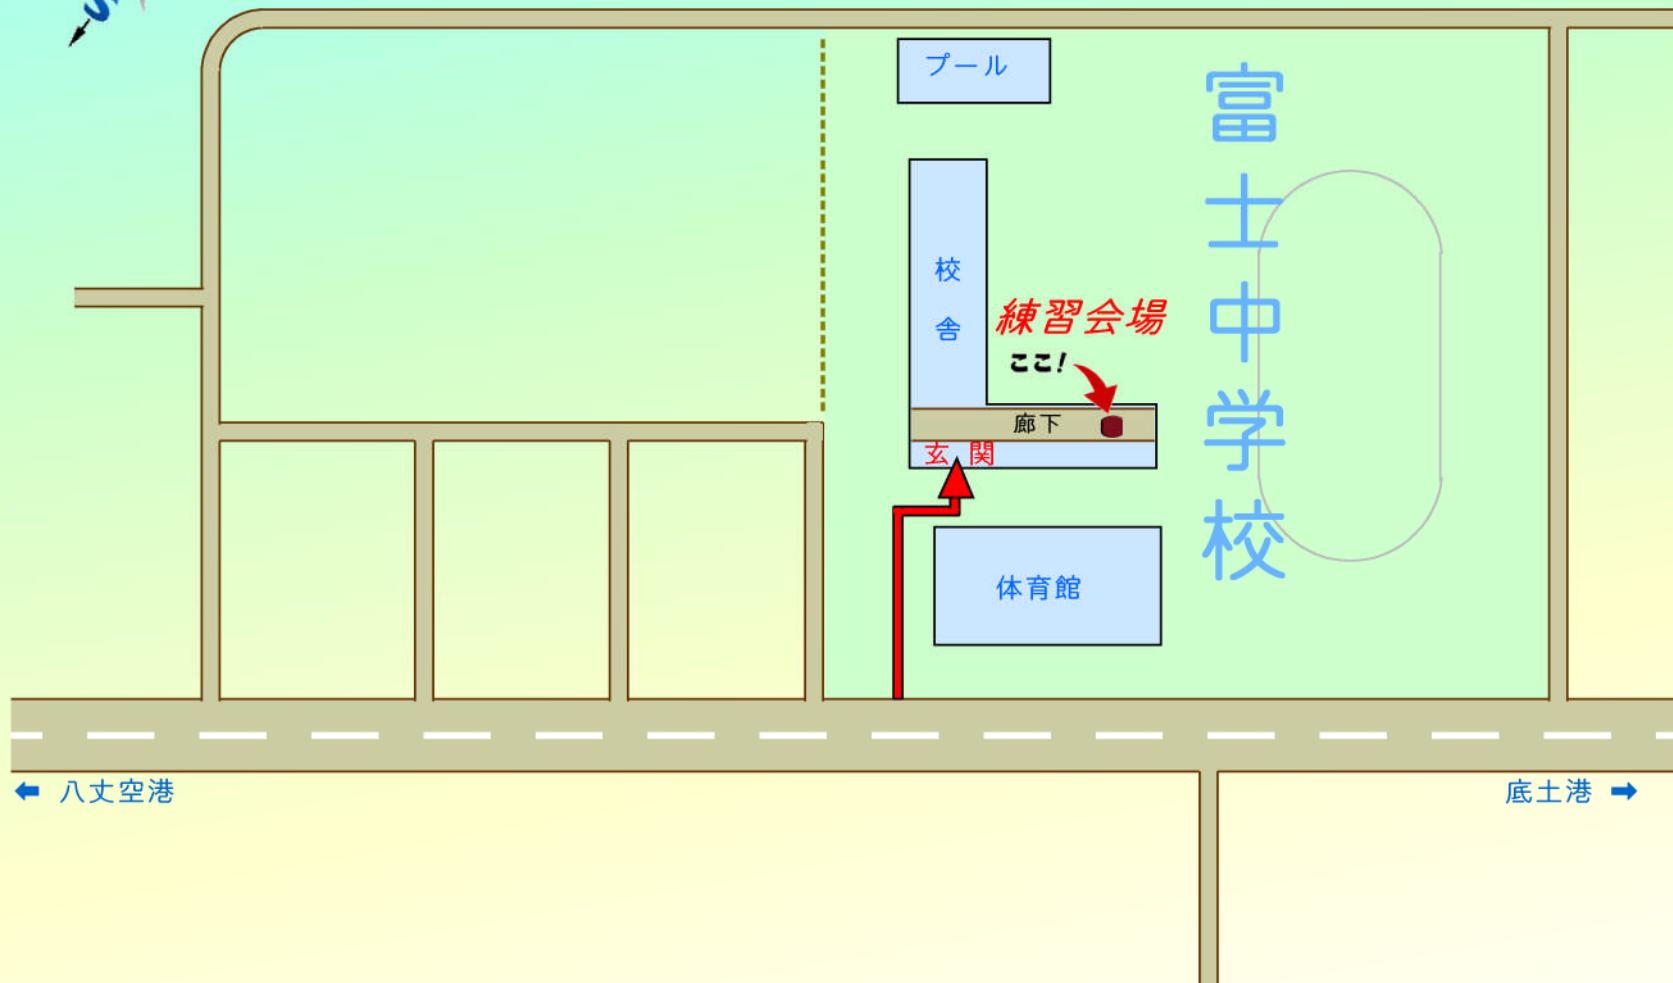 プール
富士中学校
校舎
練習会場
ここ!
廊下
玄関
体育館
← 八丈空港
底土港 →